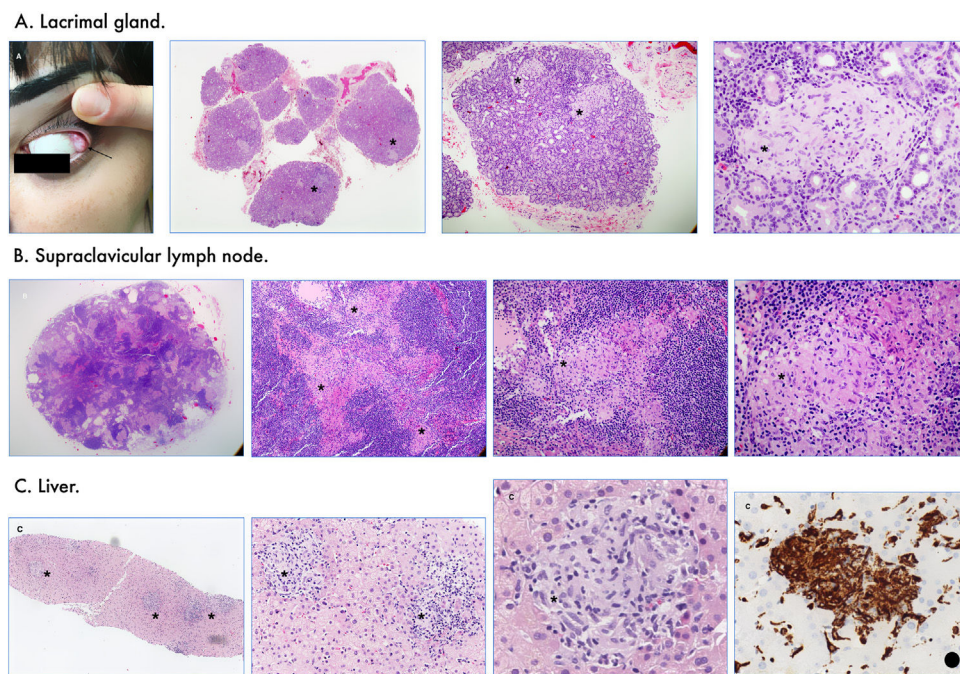 A. Lacrimal gland.
A
* * * * *
B. Supraclavicular lymph node.
B
* * * * *
C. Liver.
C * * * * * C * C